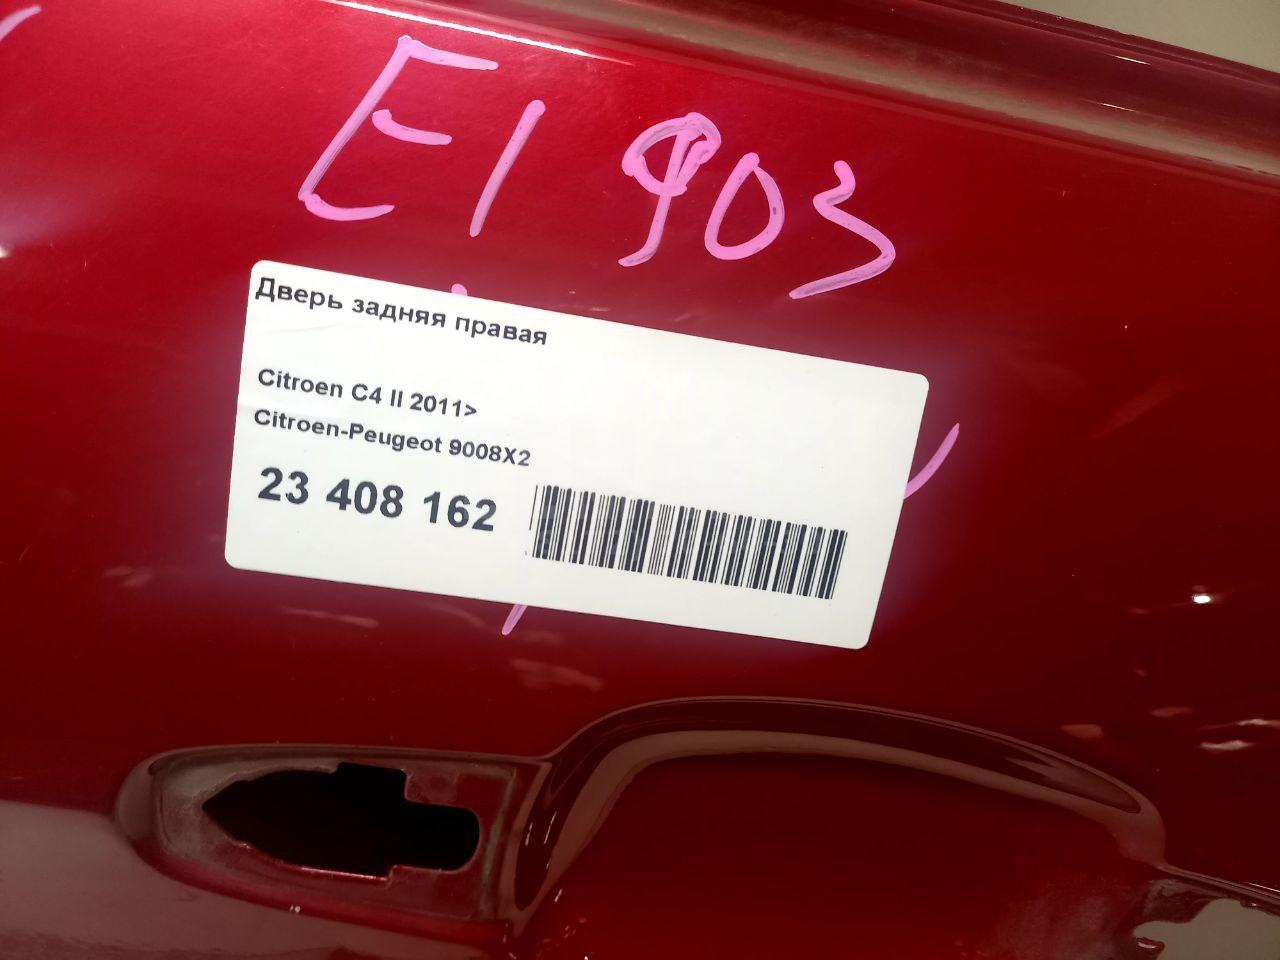 E1 903
Дверь задняя правая
Citroen C4 II 2011>
Citroen-Peugeot 9008X2
23 408 162